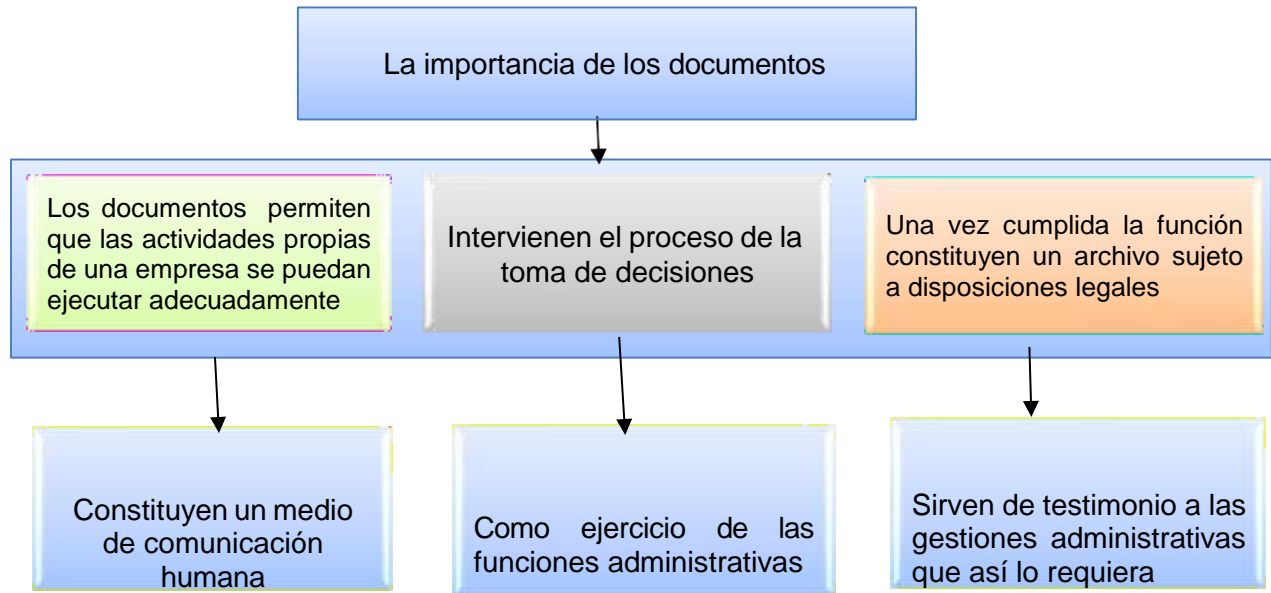 La importancia de los documentos
Los documentos permiten
que las actividades propias
de una empresa se puedan
ejecutar adecuadamente
Intervienen el proceso de la
toma de decisiones
Una vez cumplida la función
constituyen un archivo sujeto
a disposiciones legales
Constituyen un medio
de comunicación
humana
Como ejercicio de las
funciones administrativas
Sirven de testimonio a las
gestiones administrativas
que así lo requiera